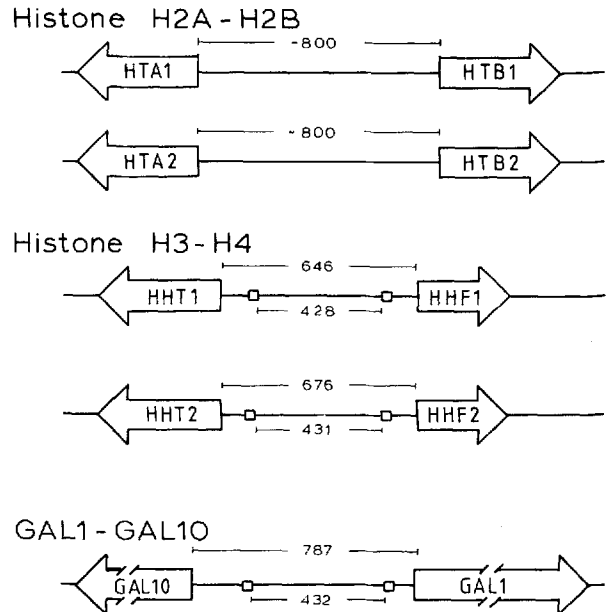 Histone H2A-H2B
~800
HTA1 HTB1
~800
HTA2 HTB2
Histone H3-H4
646
HHT1 HHF1
428
676
HHT2 HHF2
431
GAL1-GAL10
787
GAL10 GAL1
432